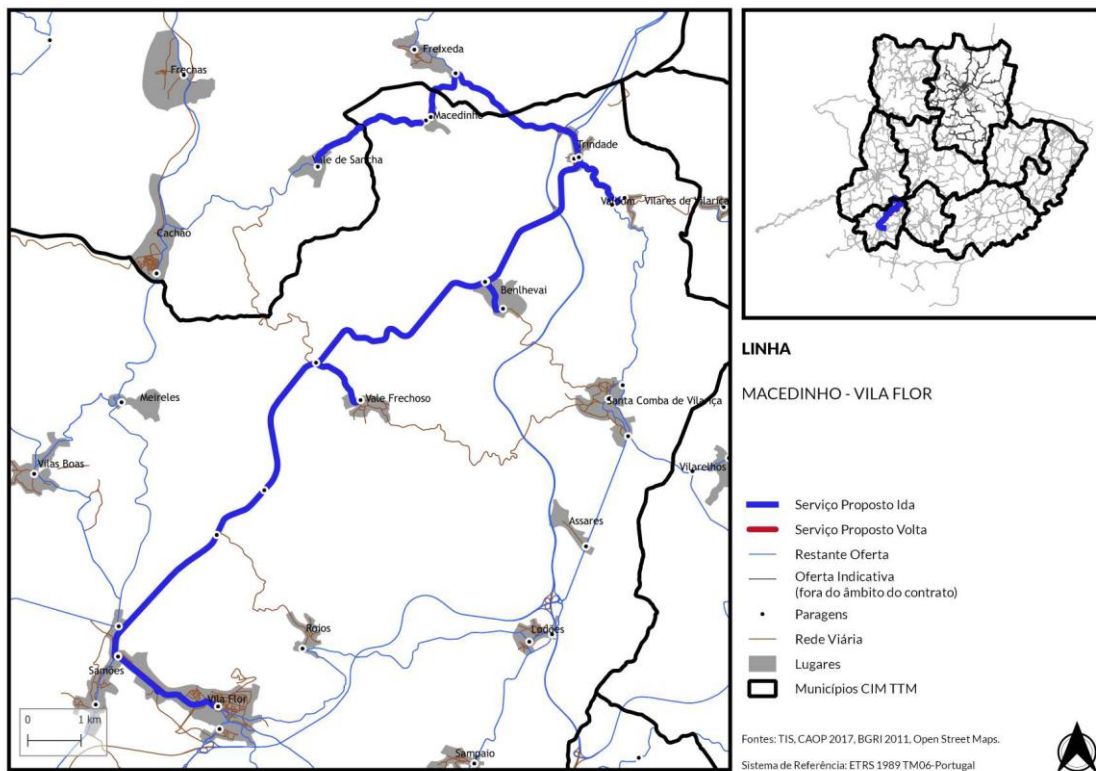 Freixeda
Frechas
Macedinho
Trindade
Vale de Sancha
Vilares de Vilariça
Cachão
Benlhevai
Meireles
Vale Frechoso
Santa Comba de Vilariça
Vilas Boas
Vilarelhos
Assares
Roios
Lodões
Samões
Vila Flor
0 1 km
Sampaio
LINHA
MACEDINHO - VILA FLOR
Serviço Proposto Ida
Serviço Proposto Volta
Restante Oferta
Oferta Indicativa
(fora do âmbito do contrato)
Paragens
Rede Viária
Lugares
Municípios CIM TTM
Fontes: TIS, CAOP 2017, BGRI 2011, Open Street Maps.
Sistema de Referência: ETRS 1989 TM06-Portugal